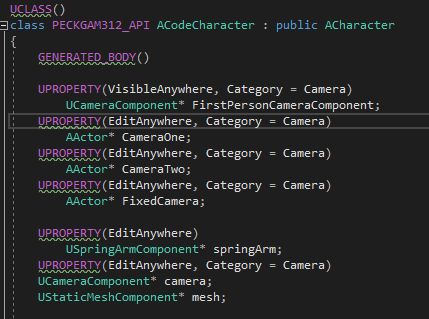 UCLASS()
class PECKGAM312_API ACodeCharacter : public ACharacter
{
GENERATED_BODY()
UPROPERTY(VisibleAnywhere, Category = Camera)
UCameraComponent* FirstPersonCameraComponent;
UPROPERTY(EditAnywhere, Category = Camera)
AActor* CameraOne;
UPROPERTY(EditAnywhere, Category = Camera)
AActor* CameraTwo;
UPROPERTY(EditAnywhere, Category = Camera)
AActor* FixedCamera;
UPROPERTY(EditAnywhere)
USpringArmComponent* springArm;
UPROPERTY(EditAnywhere, Category = Camera)
UCameraComponent* camera;
UStaticMeshComponent* mesh;